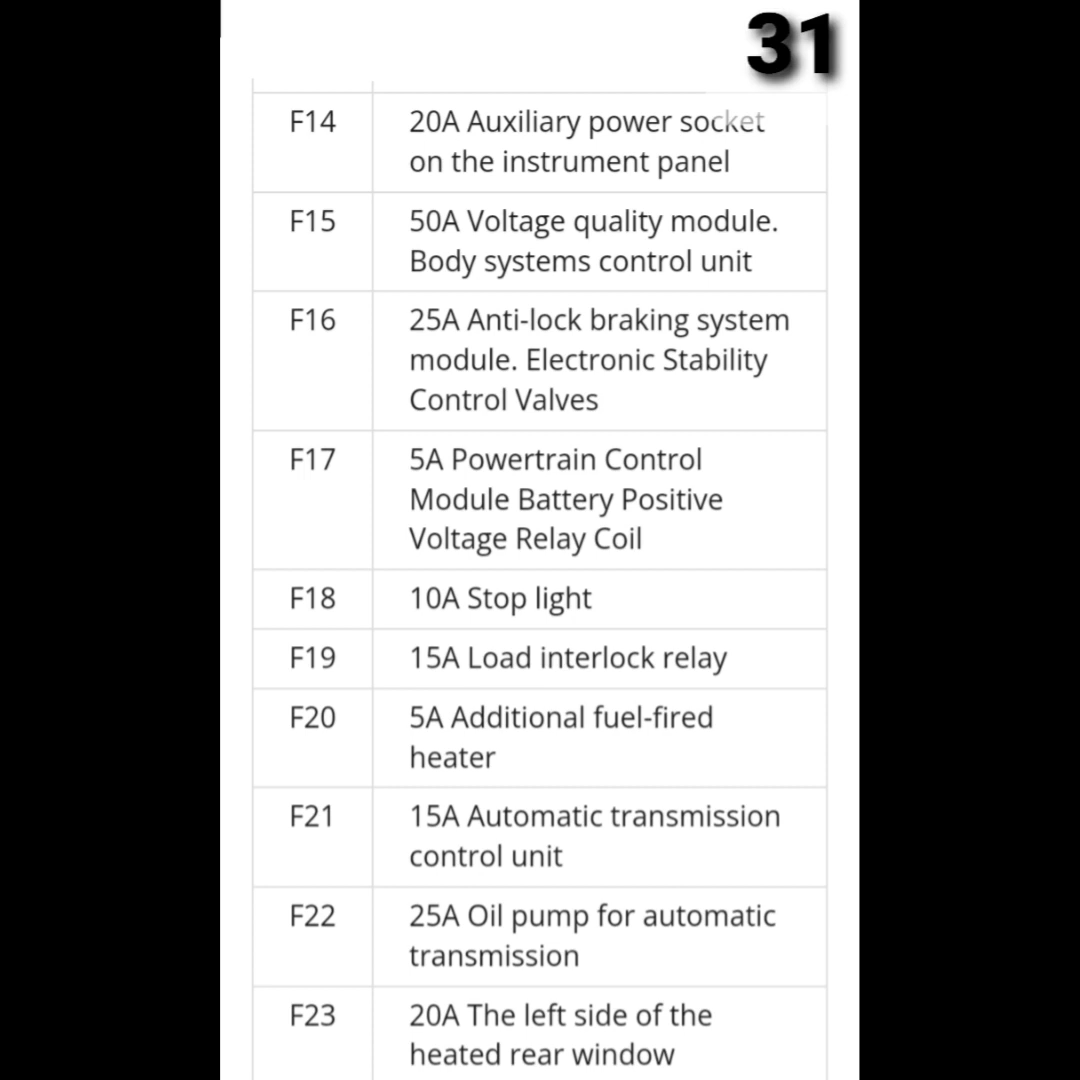 31
F14 20A Auxiliary power socket
on the instrument panel
F15 50A Voltage quality module.
Body systems control unit
F16 25A Anti-lock braking system
module. Electronic Stability
Control Valves
F17 5A Powertrain Control
Module Battery Positive
Voltage Relay Coil
F18 10A Stop light
F19 15A Load interlock relay
F20 5A Additional fuel-fired
heater
F21 15A Automatic transmission
control unit
F22 25A Oil pump for automatic
transmission
F23 20A The left side of the
heated rear window